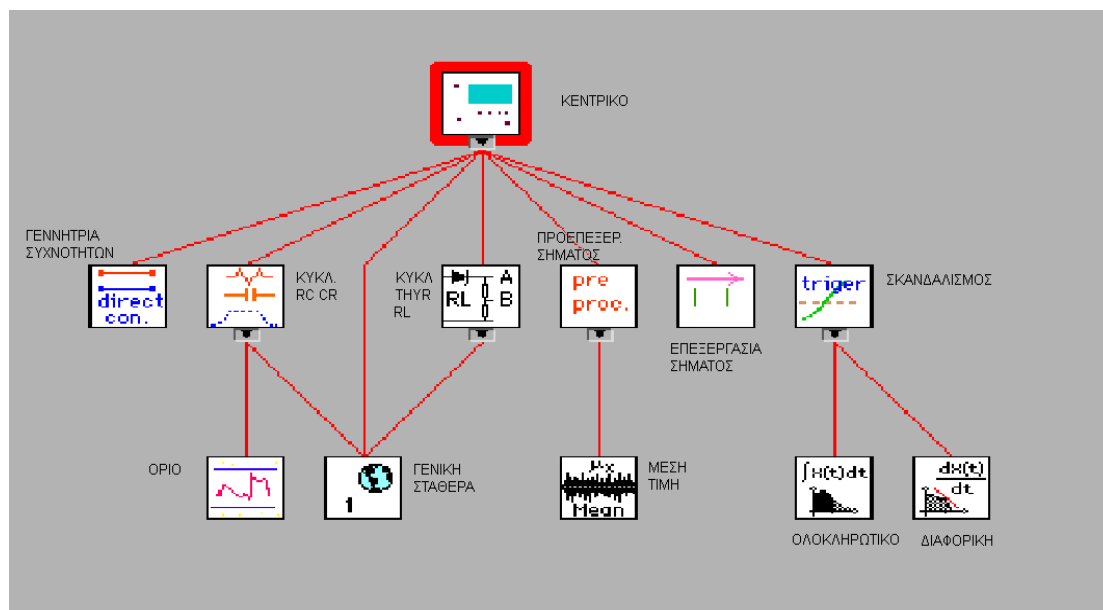 ΚΕΝΤΡΙΚΟ
ΓΕΝΝΗΤΡΙΑ
ΣΥΧΝΟΤΗΤΩΝ
direct
con.
ΚΥΚΛ.
RC CR
ΚΥΚΛ
THYR
RL
RL
A
B
ΠΡΟΕΠΕΞΕΡ.
ΣΗΜΑΤΟΣ
pre
proc.
ΕΠΕΞΕΡΓΑΣΙΑ
ΣΗΜΑΤΟΣ
triger
ΣΚΑΝΔΑΛΙΣΜΟΣ
ΟΡΙΟ
1
ΓΕΝΙΚΗ
ΣΤΑΘΕΡΑ
μx
Mean
ΜΕΣΗ
ΤΙΜΗ
∫x(t)dt
ΟΛΟΚΛΗΡΩΤΙΚΟ
dx(t)
dt
ΔΙΑΦΟΡΙΚΗ